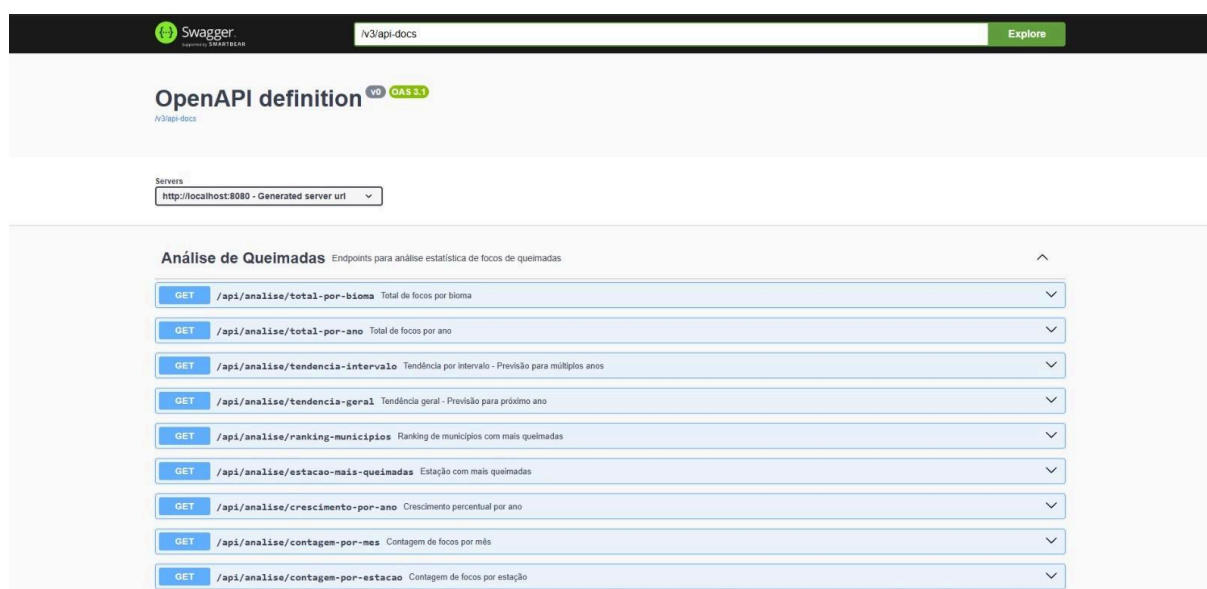 Swagger.
Supported by SMARTBEAR
/v3/api-docs
Explore
OpenAPI definition v0 OAS 3.1
/v3/api-docs
Servers
http://localhost:8080 - Generated server url
Análise de Queimadas Endpoints para análise estatística de focos de queimadas
GET /api/analise/total-por-bioma Total de focos por bioma
GET /api/analise/total-por-ano Total de focos por ano
GET /api/analise/tendencia-intervalo Tendência por intervalo - Previsão para múltiplos anos
GET /api/analise/tendencia-geral Tendência geral - Previsão para próximo ano
GET /api/analise/ranking-municipios Ranking de municípios com mais queimadas
GET /api/analise/estacao-mais-queimadas Estação com mais queimadas
GET /api/analise/crescimento-por-ano Crescimento percentual por ano
GET /api/analise/contagem-por-mes Contagem de focos por mês
GET /api/analise/contagem-por-estacao Contagem de focos por estação